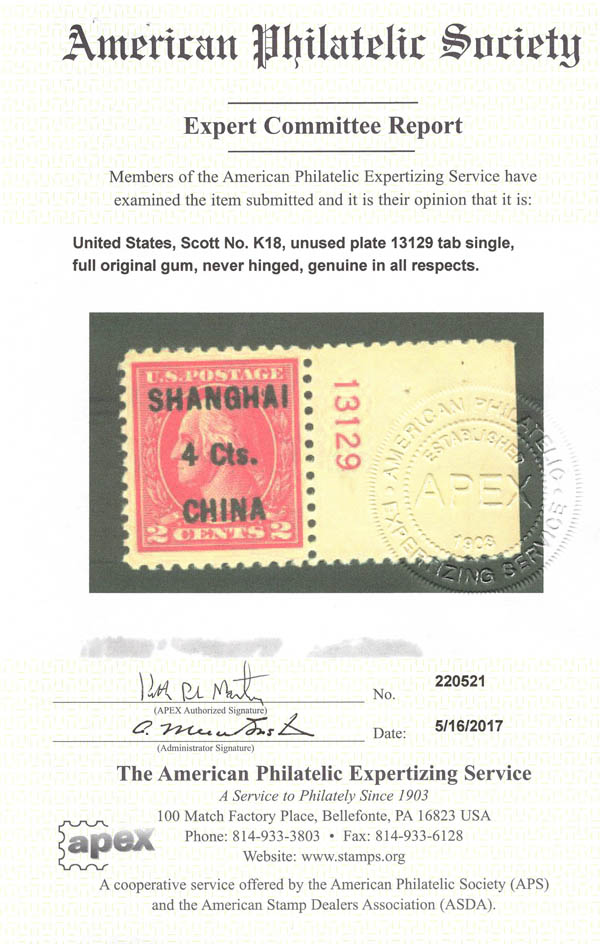 American Philatelic Society
Expert Committee Report
Members of the American Philatelic Expertizing Service have
examined the item submitted and it is their opinion that it is:
United States, Scott No. K18, unused plate 13129 tab single,
full original gum, never hinged, genuine in all respects.
U.S. POSTAGE
SHANGHAI
4 Cts.
CHINA
2 CENTS 2
13129
AMERICAN PHILATELIC
EXPERTIZING SERVICE
ESTABLISHED
APEX
1903
(APEX Authorized Signature)
No. 220521
(Administrator Signature)
Date: 5/16/2017
The American Philatelic Expertizing Service
A Service to Philately Since 1903
100 Match Factory Place, Bellefonte, PA 16823 USA
Phone: 814-933-3803 • Fax: 814-933-6128
Website: www.stamps.org
apex
A cooperative service offered by the American Philatelic Society (APS)
and the American Stamp Dealers Association (ASDA).